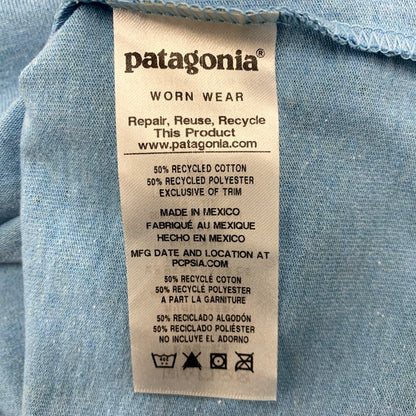 patagonia®
WORN WEAR
Repair, Reuse, Recycle
This Product
www.patagonia.com
50% RECYCLED COTTON
50% RECYCLED POLYESTER
EXCLUSIVE OF TRIM
MADE IN MEXICO
FABRIQUÉ AU MEXIQUE
HECHO EN MEXICO
MFG DATE AND LOCATION AT
PCPSIA.COM
50% RECYCLÉ COTON
50% RECYCLÉ POLYESTER
A PART LA GARNITURE
50% RECICLADO ALGODÓN
50% RECICLADO POLIÉSTER
NO INCLUYE EL ADORNO